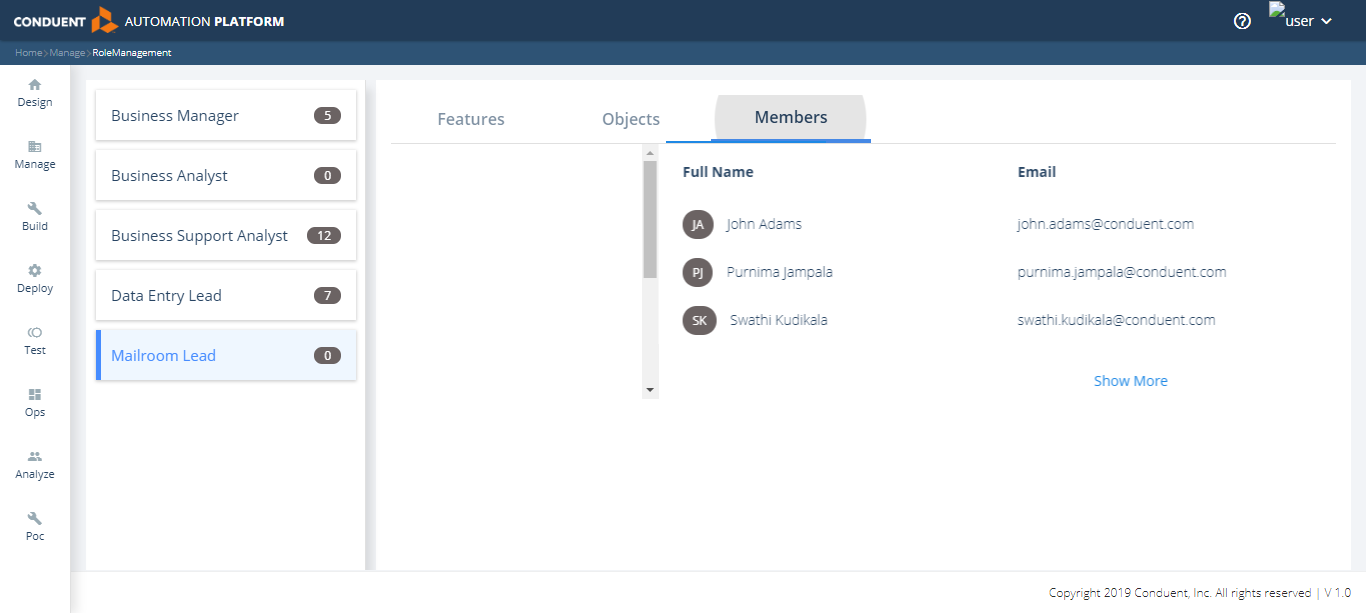 CONDUENT AUTOMATION PLATFORM
user
Home>Manage>RoleManagement
Design
Manage
Build
Deploy
Test
Ops
Analyze
Poc
Business Manager 5
Business Analyst 0
Business Support Analyst 12
Data Entry Lead 7
Mailroom Lead 0
Features Objects Members
Full Name Email
JA John Adams john.adams@conduent.com
PJ Purnima Jampala purnima.jampala@conduent.com
SK Swathi Kudikala swathi.kudikala@conduent.com
Show More
Copyright 2019 Conduent, Inc. All rights reserved | V 1.0